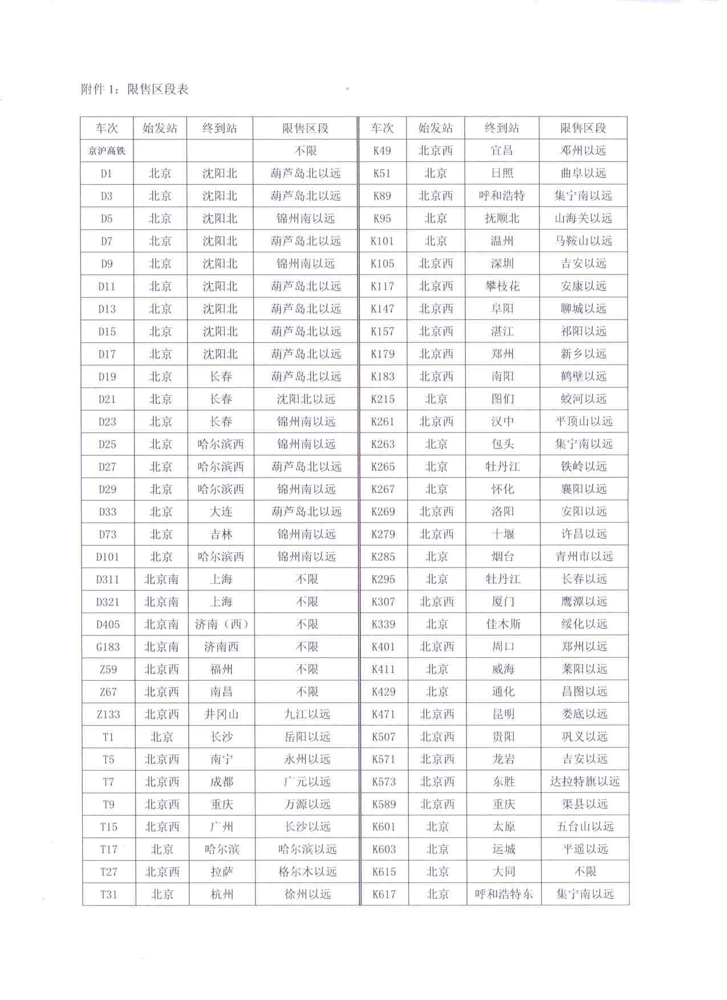 附件 1：限售区段表
车次 始发站 终到站 限售区段 车次 始发站 终到站 限售区段
京沪高铁 不限 K49 北京西 宜昌 邓州以远
D1 北京 沈阳北 葫芦岛北以远 K51 北京 日照 曲阜以远
D3 北京 沈阳北 葫芦岛北以远 K89 北京西 呼和浩特 集宁南以远
D5 北京 沈阳北 锦州南以远 K95 北京 抚顺北 山海关以远
D7 北京 沈阳北 葫芦岛北以远 K101 北京 温州 马鞍山以远
D9 北京 沈阳北 锦州南以远 K105 北京西 深圳 吉安以远
D11 北京 沈阳北 葫芦岛北以远 K117 北京西 攀枝花 安康以远
D13 北京 沈阳北 葫芦岛北以远 K147 北京西 阜阳 聊城以远
D15 北京 沈阳北 葫芦岛北以远 K157 北京西 湛江 祁阳以远
D17 北京 沈阳北 葫芦岛北以远 K179 北京西 郑州 新乡以远
D19 北京 长春 葫芦岛北以远 K183 北京西 南阳 鹤壁以远
D21 北京 长春 沈阳北以远 K215 北京 图们 蛟河以远
D23 北京 长春 锦州南以远 K261 北京西 汉中 平顶山以远
D25 北京 哈尔滨西 锦州南以远 K263 北京 包头 集宁南以远
D27 北京 哈尔滨西 葫芦岛北以远 K265 北京 牡丹江 铁岭以远
D29 北京 哈尔滨西 锦州南以远 K267 北京 怀化 襄阳以远
D33 北京 大连 葫芦岛北以远 K269 北京西 洛阳 安阳以远
D73 北京 吉林 锦州南以远 K279 北京西 十堰 许昌以远
D101 北京 哈尔滨西 锦州南以远 K285 北京 烟台 青州市以远
D311 北京南 上海 不限 K295 北京 牡丹江 长春以远
D321 北京南 上海 不限 K307 北京西 厦门 鹰潭以远
D405 北京南 济南（西） 不限 K339 北京 佳木斯 绥化以远
G183 北京南 济南西 不限 K401 北京西 周口 郑州以远
Z59 北京西 福州 不限 K411 北京 威海 莱阳以远
Z67 北京西 南昌 不限 K429 北京 通化 昌图以远
Z133 北京西 井冈山 九江以远 K471 北京西 昆明 娄底以远
T1 北京 长沙 岳阳以远 K507 北京西 贵阳 巩义以远
T5 北京西 南宁 永州以远 K571 北京西 龙岩 吉安以远
T7 北京西 成都 广元以远 K573 北京西 东胜 达拉特旗以远
T9 北京西 重庆 万源以远 K589 北京西 重庆 渠县以远
T15 北京西 广州 长沙以远 K601 北京 太原 五台山以远
T17 北京 哈尔滨 哈尔滨以远 K603 北京 运城 平遥以远
T27 北京西 拉萨 格尔木以远 K615 北京 大同 不限
T31 北京 杭州 徐州以远 K617 北京 呼和浩特东 集宁南以远